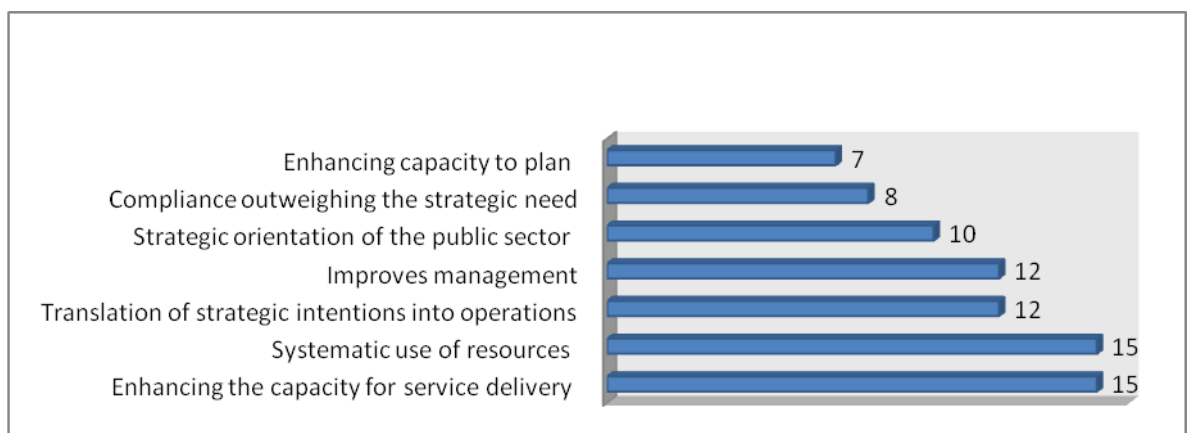 Enhancing capacity to plan 7
Compliance outweighing the strategic need 8
Strategic orientation of the public sector 10
Improves management 12
Translation of strategic intentions into operations 12
Systematic use of resources 15
Enhancing the capacity for service delivery 15